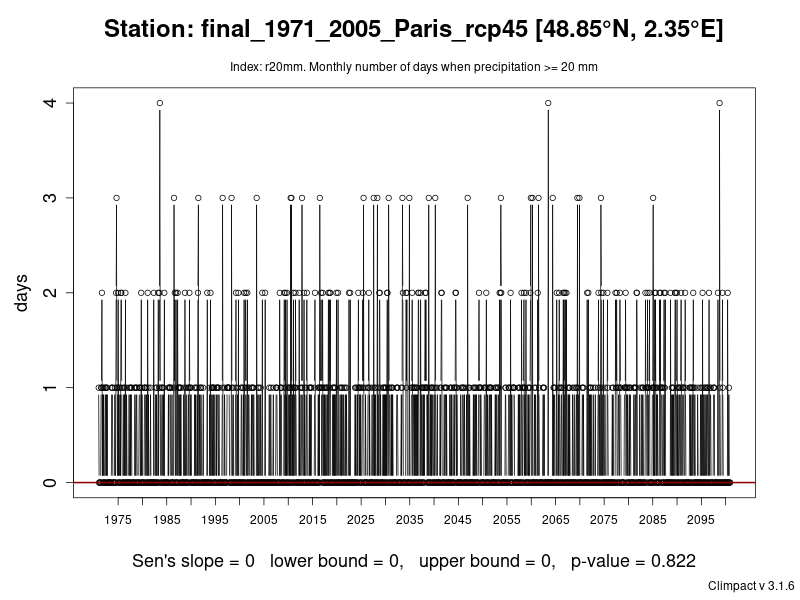 Station: final_1971_2005_Paris_rcp45 [48.85°N, 2.35°E]
Index: r20mm. Monthly number of days when precipitation >= 20 mm
4
3
2
1
0
days
1975 1985 1995 2005 2015 2025 2035 2045 2055 2065 2075 2085 2095
Sen's slope = 0 lower bound = 0, upper bound = 0, p-value = 0.822
Climpact v 3.1.6